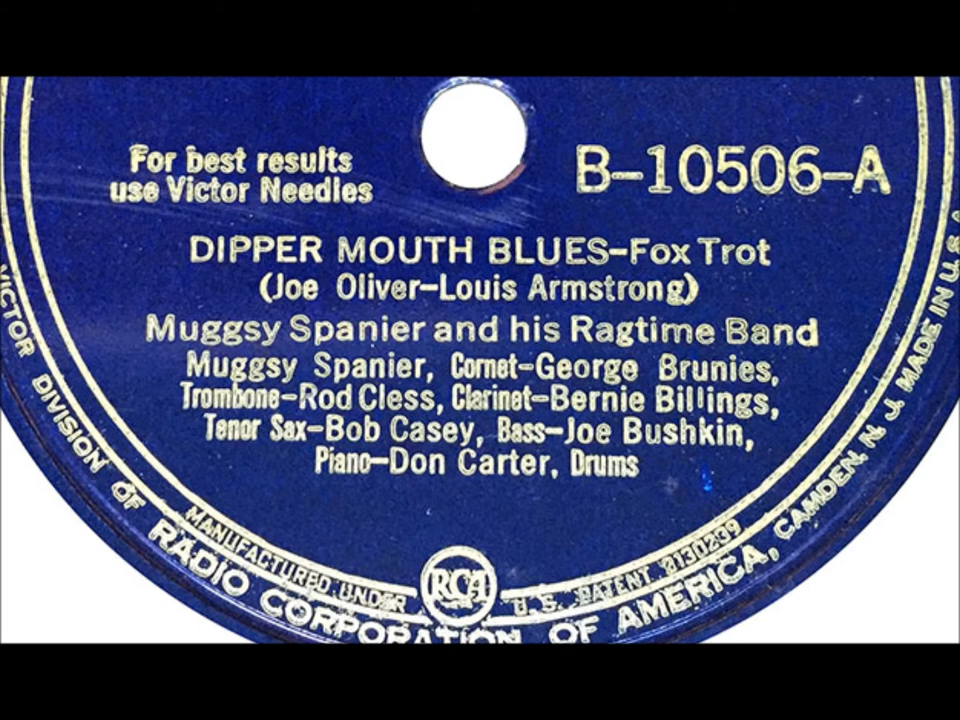 For best results
use Victor Needles
B-10506-A
DIPPER MOUTH BLUES-Fox Trot
(Joe Oliver-Louis Armstrong)
Muggsy Spanier and his Ragtime Band
Muggsy Spanier, Cornet-George Brunies,
Trombone-Rod Cless, Clarinet-Bernie Billings,
Tenor Sax-Bob Casey, Bass-Joe Bushkin,
Piano-Don Carter, Drums
MANUFACTURED UNDER U.S. PATENT 2130239
RCA
VICTOR DIVISION OF RADIO CORPORATION OF AMERICA, CAMDEN, N. J. MADE IN U.S.A.